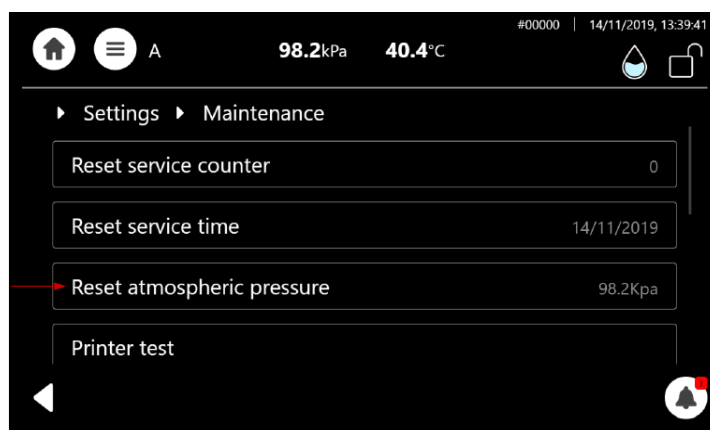 #00000 | 14/11/2019, 13:39:41
A 98.2kPa 40.4°C
Settings Maintenance
Reset service counter 0
Reset service time 14/11/2019
Reset atmospheric pressure 98.2Kpa
Printer test